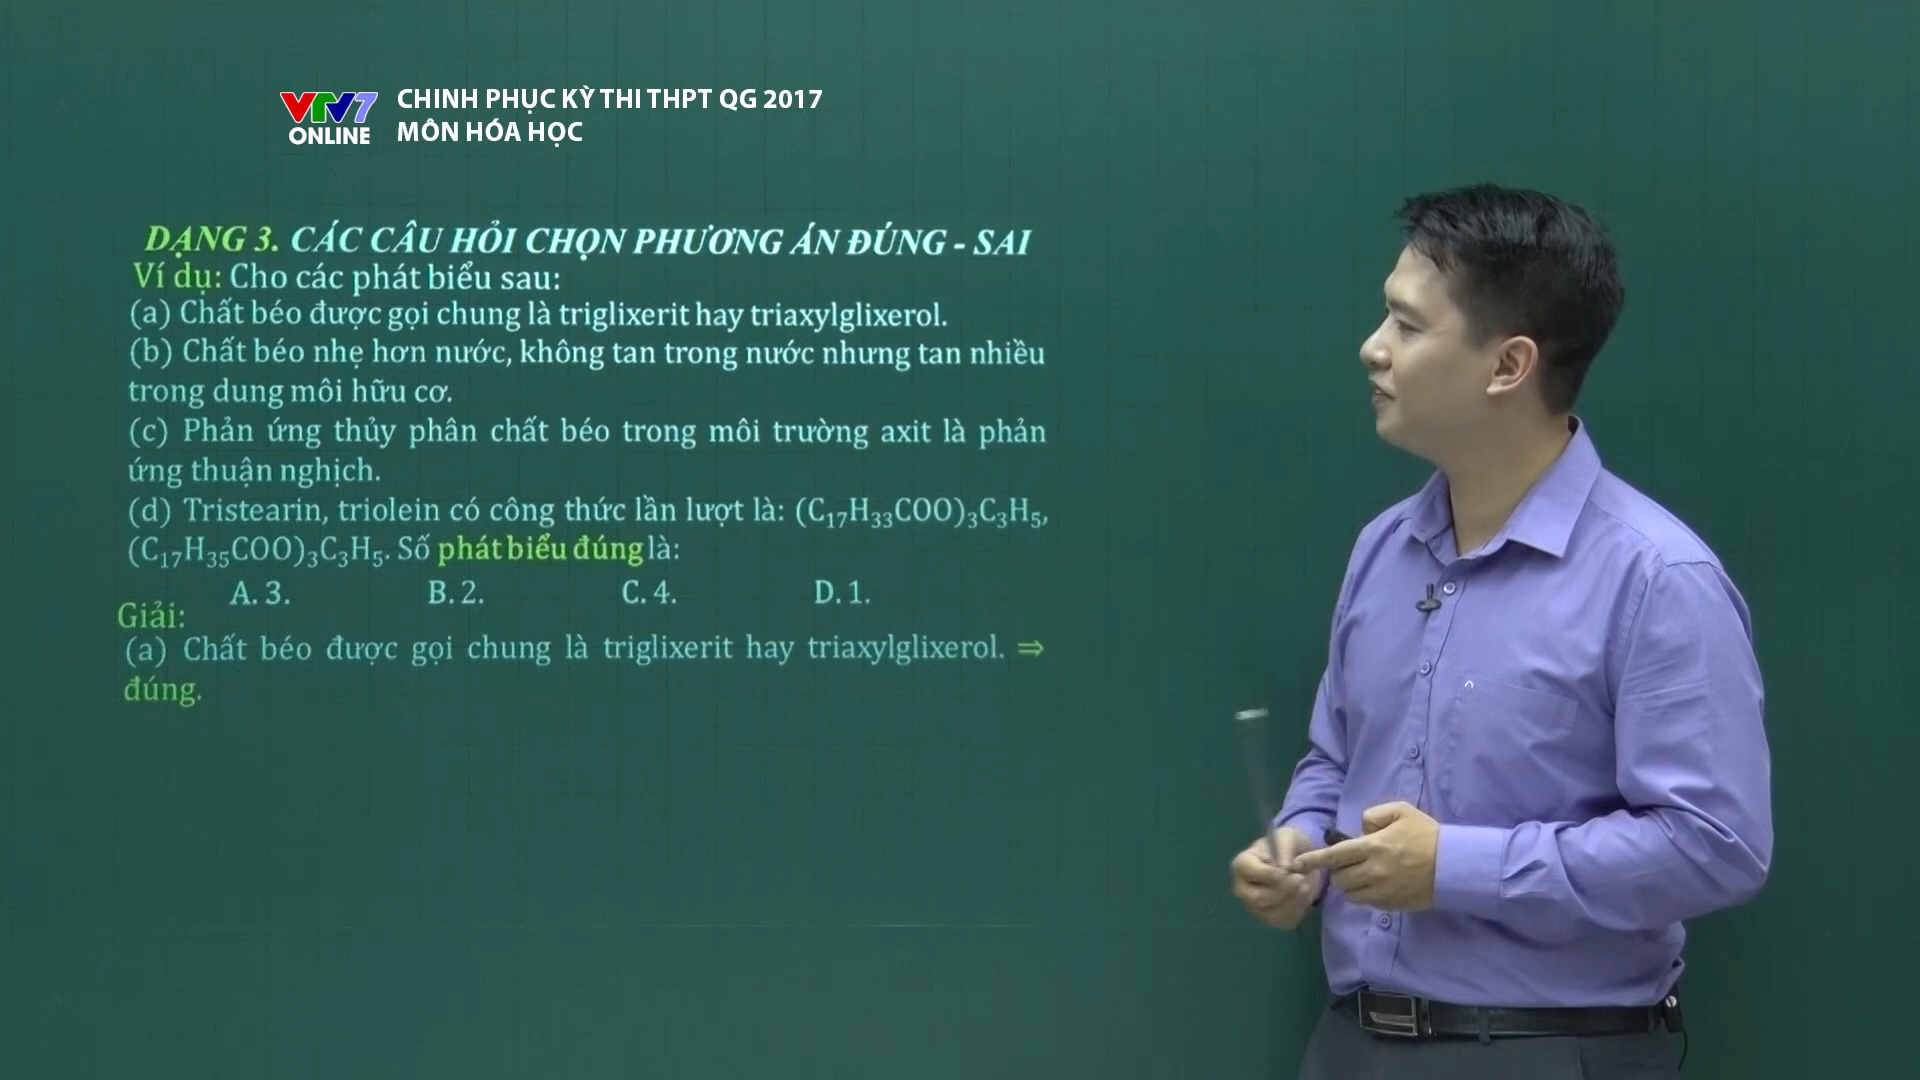 VTV7
ONLINE
CHINH PHỤC KỲ THI THPT QG 2017
MÔN HÓA HỌC
DẠNG 3. CÁC CÂU HỎI CHỌN PHƯƠNG ÁN ĐÚNG - SAI
Ví dụ: Cho các phát biểu sau:
(a) Chất béo được gọi chung là triglixerit hay triaxylglixerol.
(b) Chất béo nhẹ hơn nước, không tan trong nước nhưng tan nhiều
trong dung môi hữu cơ.
(c) Phản ứng thủy phân chất béo trong môi trường axit là phản
ứng thuận nghịch.
(d) Tristearin, triolein có công thức lần lượt là: (C₁₇H₃₃COO)₃C₃H₅,
(C₁₇H₃₅COO)₃C₃H₅. Số phát biểu đúng là:
A. 3. B. 2. C. 4. D. 1.
Giải:
(a) Chất béo được gọi chung là triglixerit hay triaxylglixerol. ⇒
đúng.